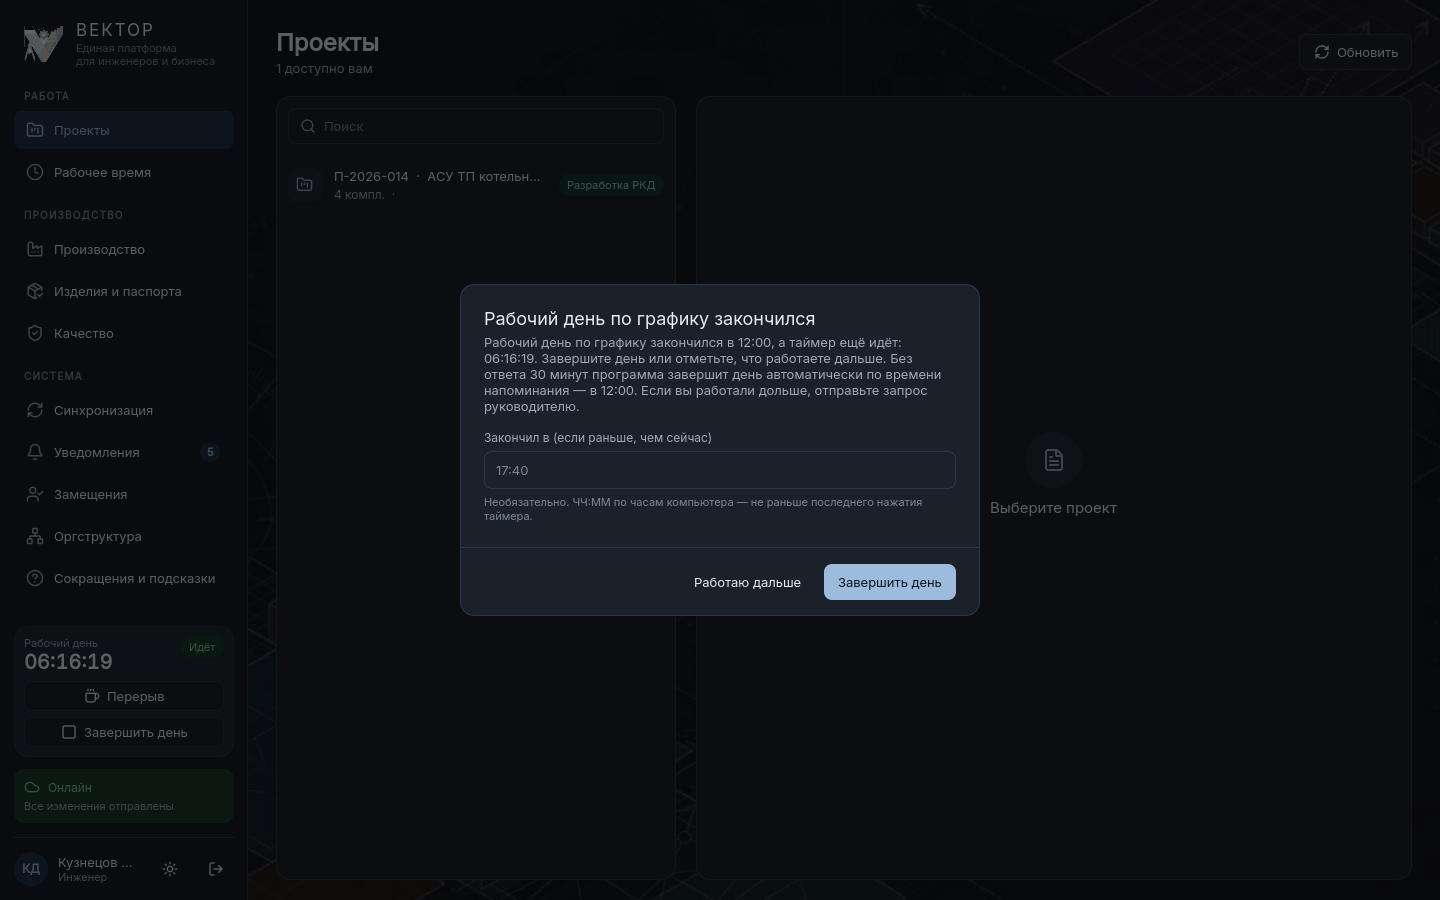 ВЕКТОР
Единая платформа
для инженеров и бизнеса
РАБОТА
Проекты
Рабочее время
ПРОИЗВОДСТВО
Производство
Изделия и паспорта
Качество
СИСТЕМА
Синхронизация
Уведомления 5
Замещения
Оргструктура
Сокращения и подсказки
Рабочий день
Идёт
06:16:19
Перерыв
Завершить день
Онлайн
Все изменения отправлены
КД
Кузнецов ...
Инженер
Проекты
1 доступно вам
Обновить
Поиск
П-2026-014 · АСУ ТП котельн...
4 компл. ·
Разработка РКД
Выберите проект
Рабочий день по графику закончился
Рабочий день по графику закончился в 12:00, а таймер ещё идёт:
06:16:19. Завершите день или отметьте, что работаете дальше. Без
ответа 30 минут программа завершит день автоматически по времени
напоминания — в 12:00. Если вы работали дольше, отправьте запрос
руководителю.
Закончил в (если раньше, чем сейчас)
17:40
Необязательно. ЧЧ:ММ по часам компьютера — не раньше последнего нажатия
таймера.
Работаю дальше
Завершить день